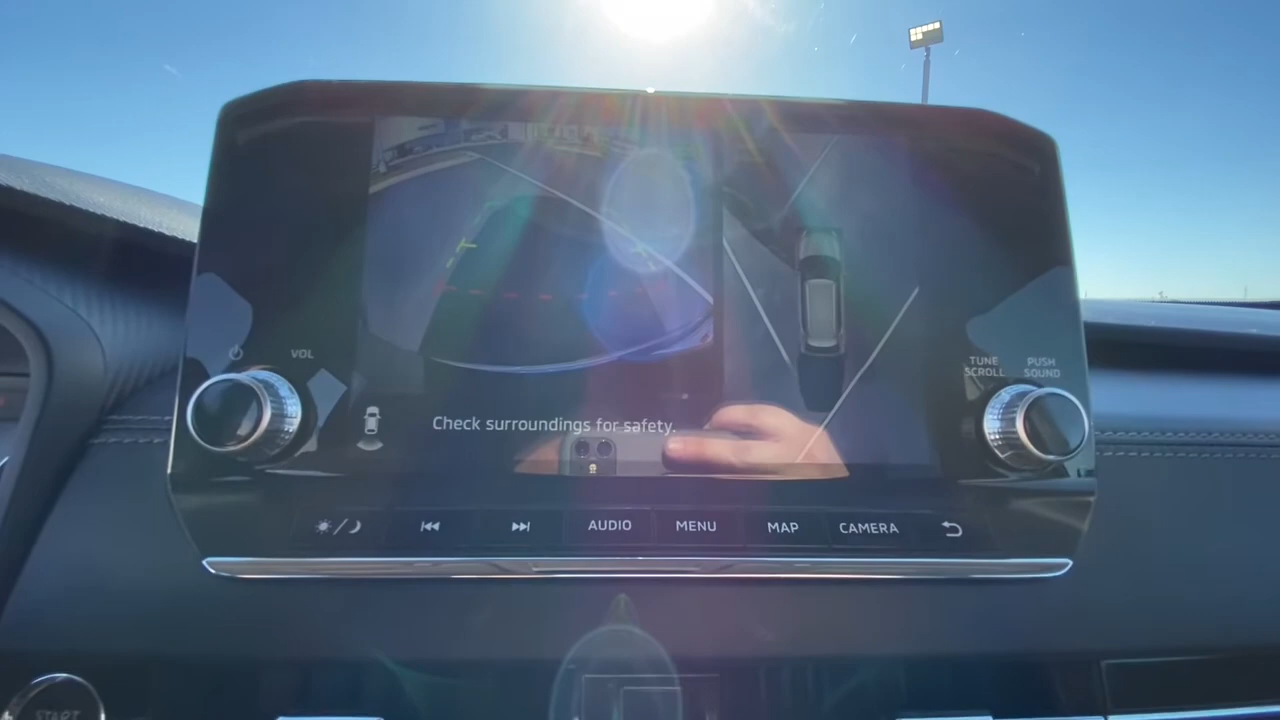 VOL
TUNE
SCROLL
PUSH
SOUND
Check surroundings for safety.
AUDIO
MENU
MAP
CAMERA
START